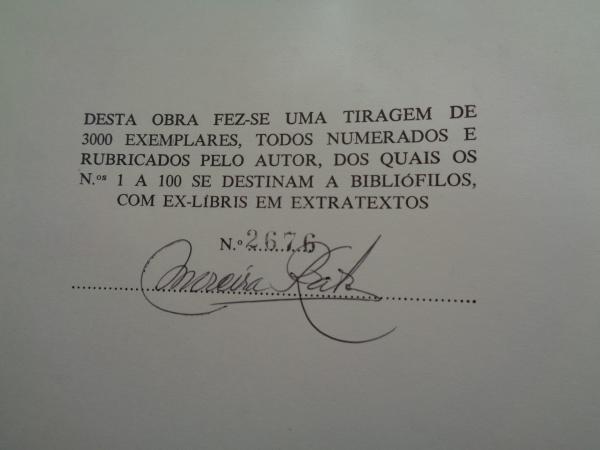 DESTA OBRA FEZ-SE UMA TIRAGEM DE
3000 EXEMPLARES, TODOS NUMERADOS E
RUBRICADOS PELO AUTOR, DOS QUAIS OS
N.ºˢ 1 A 100 SE DESTINAM A BIBLIÓFILOS,
COM EX-LÍBRIS EM EXTRATEXTOS
N.º 2676
Moreira